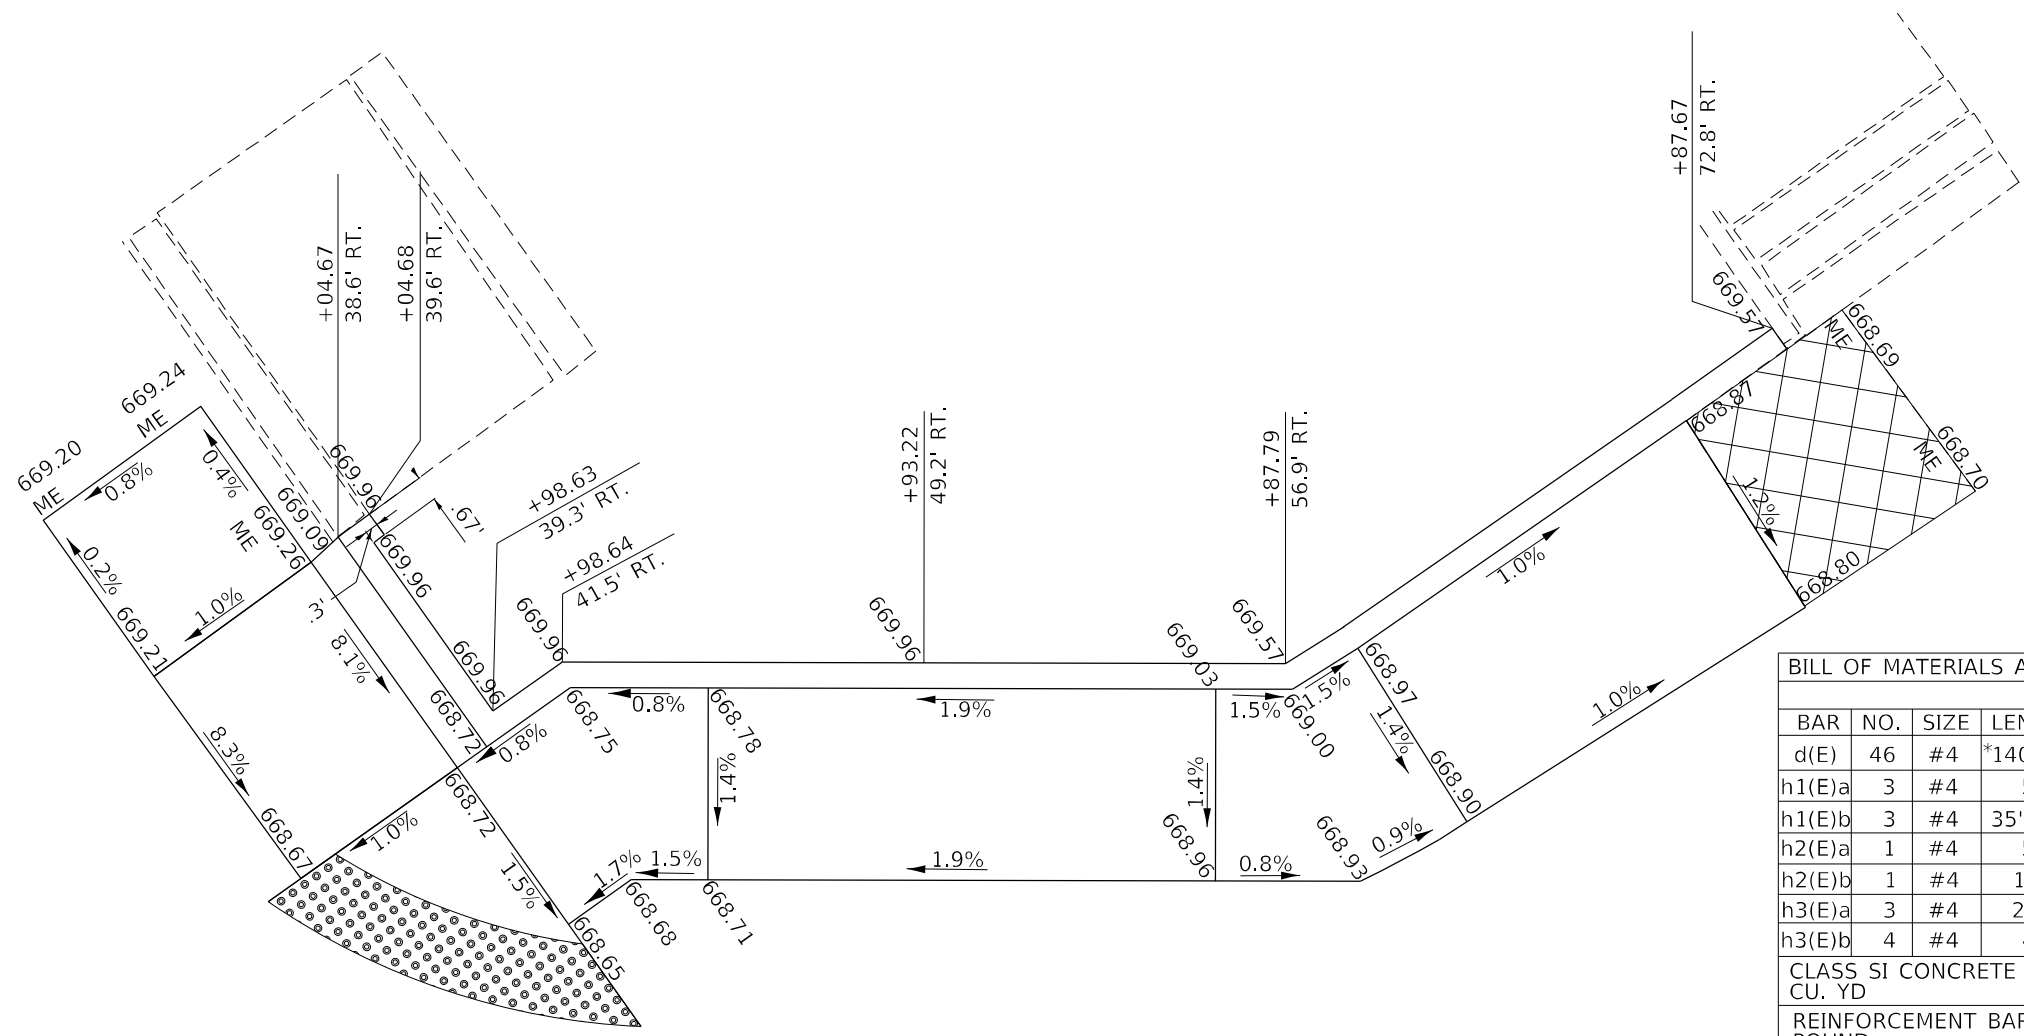 +87.67
72.8' RT.
+04.67
38.6' RT.
+04.68
39.6' RT.
669.57
ME
668.69
669.24
ME
669.20
ME
0.8%
0.4%
669.96
668.87
668.70
ME
+98.63
39.3' RT.
.67'
+93.22
49.2' RT.
+87.79
56.9' RT.
669.09
669.26
ME
1.2%
669.96
+98.64
41.5' RT.
0.2%
1.0%
.3'
1.0%
668.80
669.21
8.1%
669.96
669.96
669.96
669.03
669.57
668.97
1.5%
1.0%
668.72
0.8%
668.75
0.8%
668.78
1.9%
1.5%
669.00
1.4%
8.3%
1.4%
1.4%
668.90
668.72
668.67
1.0%
1.5%
1.7%
1.5%
1.9%
668.96
0.8%
668.93
0.9%
668.65
668.68
668.71
BILL OF MATERIALS A
BAR NO. SIZE LEN
d(E) 46 #4 *140
h1(E)a 3 #4
h1(E)b 3 #4 35'
h2(E)a 1 #4
h2(E)b 1 #4 1
h3(E)a 3 #4 2
h3(E)b 4 #4
CLASS SI CONCRETE
CU. YD
REINFORCEMENT BAR